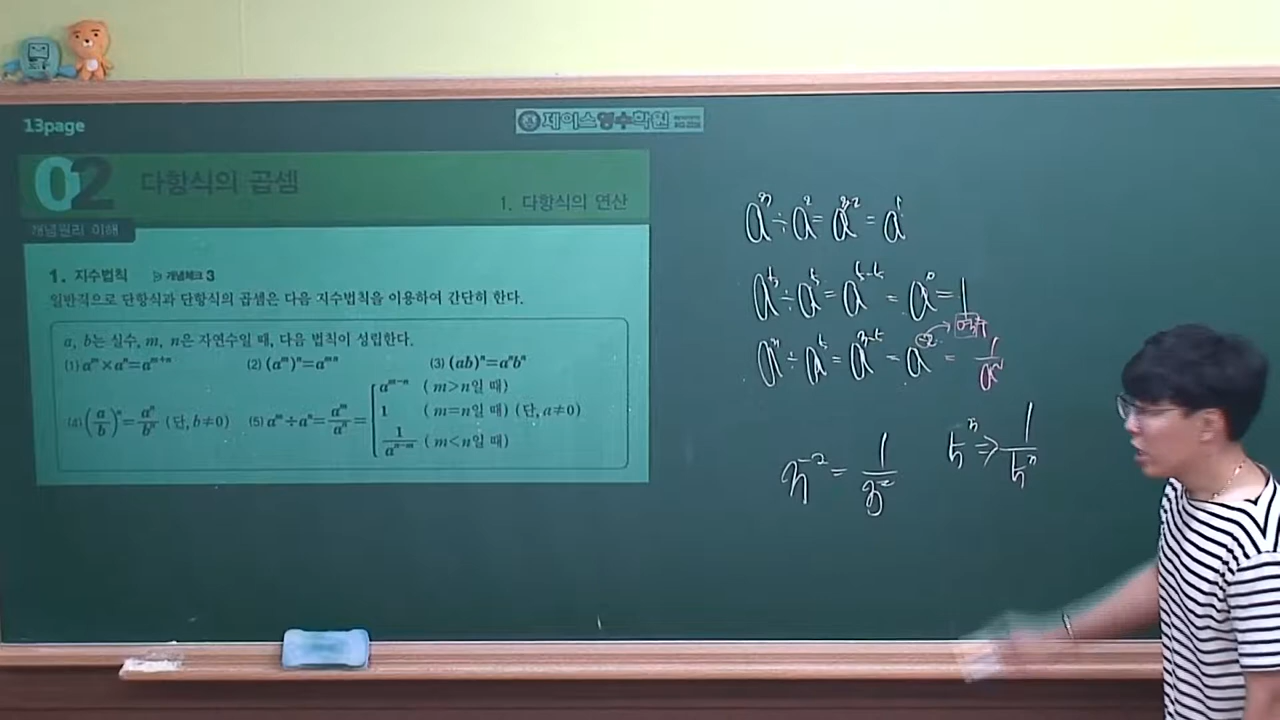 13page
제이스영수학원
02 다항식의 곱셈
1. 다항식의 연산
개념원리 이해
1. 지수법칙 개념체크 3
일반적으로 단항식과 단항식의 곱셈은 다음 지수법칙을 이용하여 간단히 한다.
a, b는 실수, m, n은 자연수일 때, 다음 법칙이 성립한다.
(1) aᵐ×aⁿ=aᵐ⁺ⁿ (2) (aᵐ)ⁿ=aᵐⁿ (3) (ab)ⁿ=aⁿbⁿ
(4) (a/b)ⁿ=aⁿ/bⁿ (단, b≠0) (5) aᵐ÷aⁿ=aᵐ/aⁿ=
aᵐ⁻ⁿ (m>n일 때)
1 (m=n일 때) (단, a≠0)
1/aⁿ⁻ᵐ (m<n일 때)
a³÷a²=a³⁻²=a¹
a⁵÷a⁵=a⁵⁻⁵=a⁰=1
a³÷a⁵=a³⁻⁵=a⁻²=1/a²
역수
3⁻²=1/3²